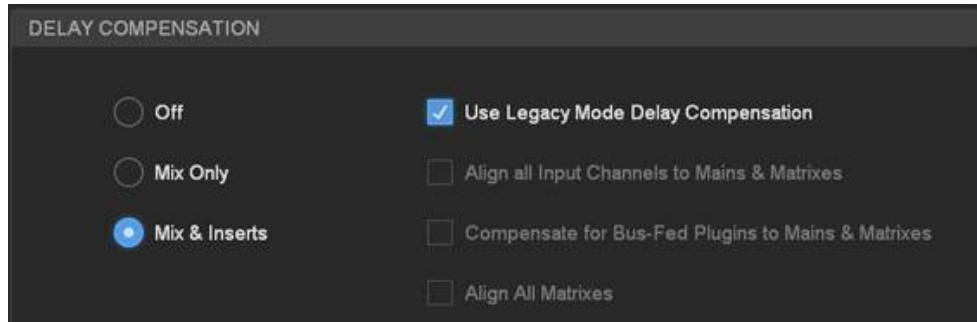 DELAY COMPENSATION
Off
Use Legacy Mode Delay Compensation
Mix Only
Align all Input Channels to Mains & Matrixes
Mix & Inserts
Compensate for Bus-Fed Plugins to Mains & Matrixes
Align All Matrixes